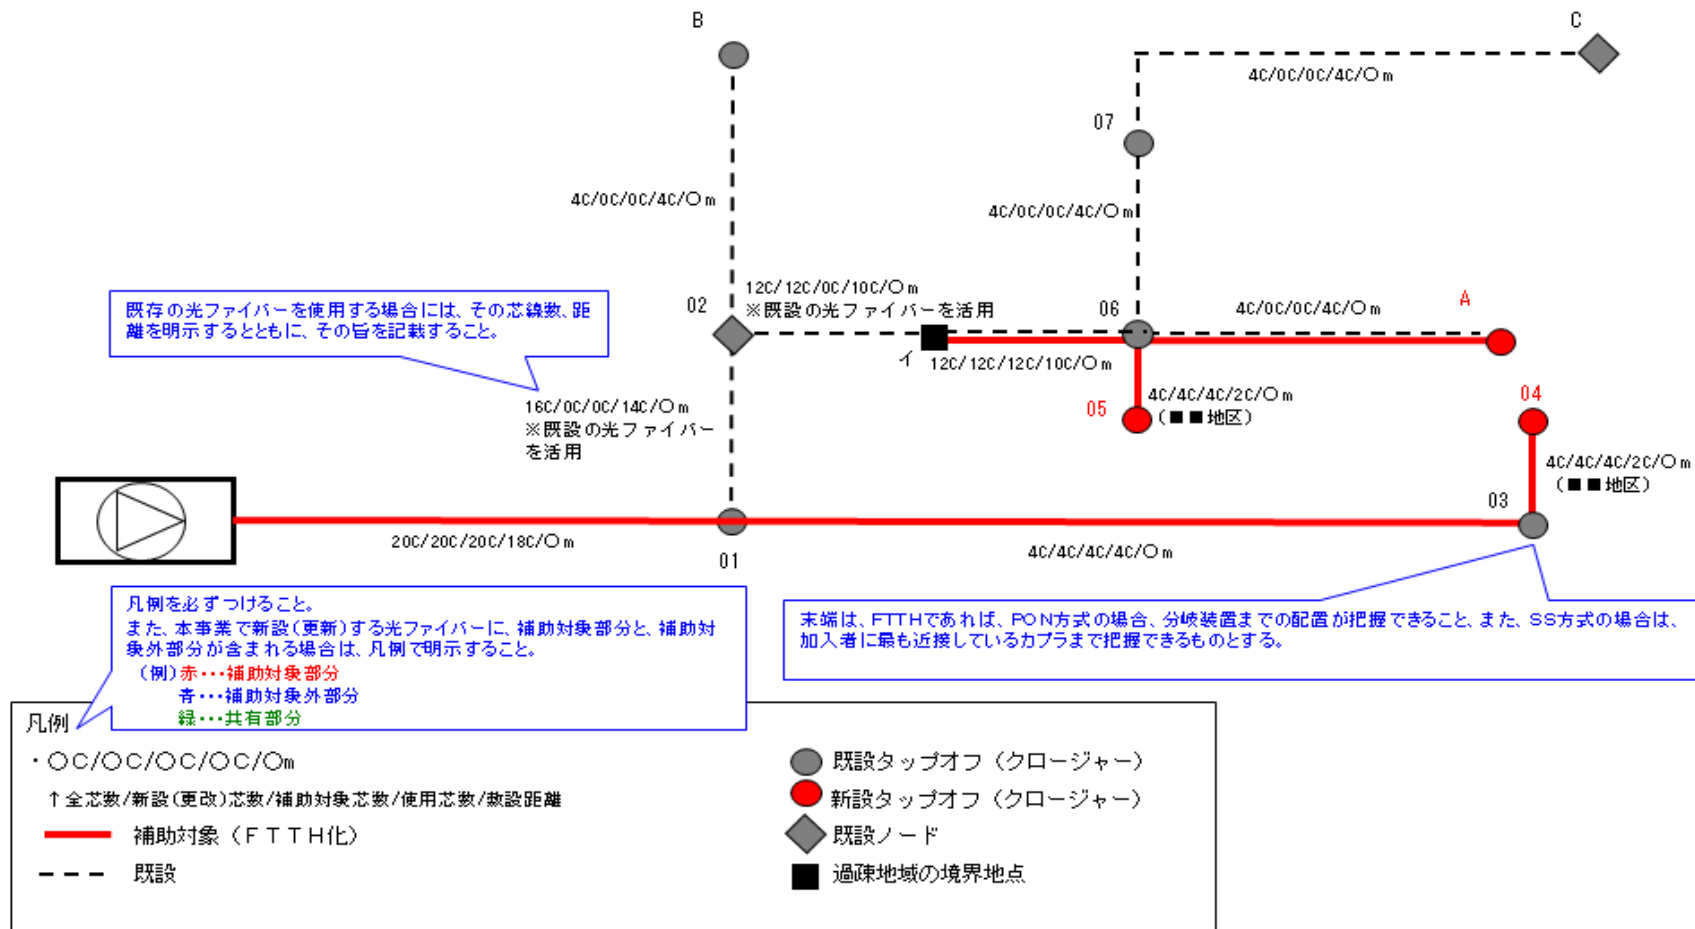 B
C
4C/0C/0C/4C/〇m
07
4C/0C/0C/4C/〇m
4C/0C/0C/4C/〇m
既存の光ファイバーを使用する場合には、その芯線数、距
離を明示するとともに、その旨を記載すること。
02
12C/12C/0C/10C/〇m
※既設の光ファイバーを活用
06
4C/0C/0C/4C/〇m
A
イ
12C/12C/12C/10C/〇m
16C/0C/0C/14C/〇m
※既設の光ファイバー
を活用
05
4C/4C/4C/2C/〇m
(■■地区)
04
4C/4C/4C/2C/〇m
(■■地区)
03
20C/20C/20C/18C/〇m
01
4C/4C/4C/4C/〇m
凡例を必ずつけること。
また、本事業で新設(更新)する光ファイバーに、補助対象部分と、補助対
象外部分が含まれる場合は、凡例で明示すること。
(例)赤・・・補助対象部分
青・・・補助対象外部分
緑・・・共有部分
末端は、FTTHであれば、PON方式の場合、分岐装置までの配置が把握できること、また、SS方式の場合は、
加入者に最も近接しているカプラまで把握できるものとする。
凡例
・〇C/〇C/〇C/〇C/〇m
↑全芯数/新設(更改)芯数/補助対象芯数/使用芯数/敷設距離
補助対象(FTTH化)
既設
既設タップオフ(クロージャー)
新設タップオフ(クロージャー)
既設ノード
過疎地域の境界地点